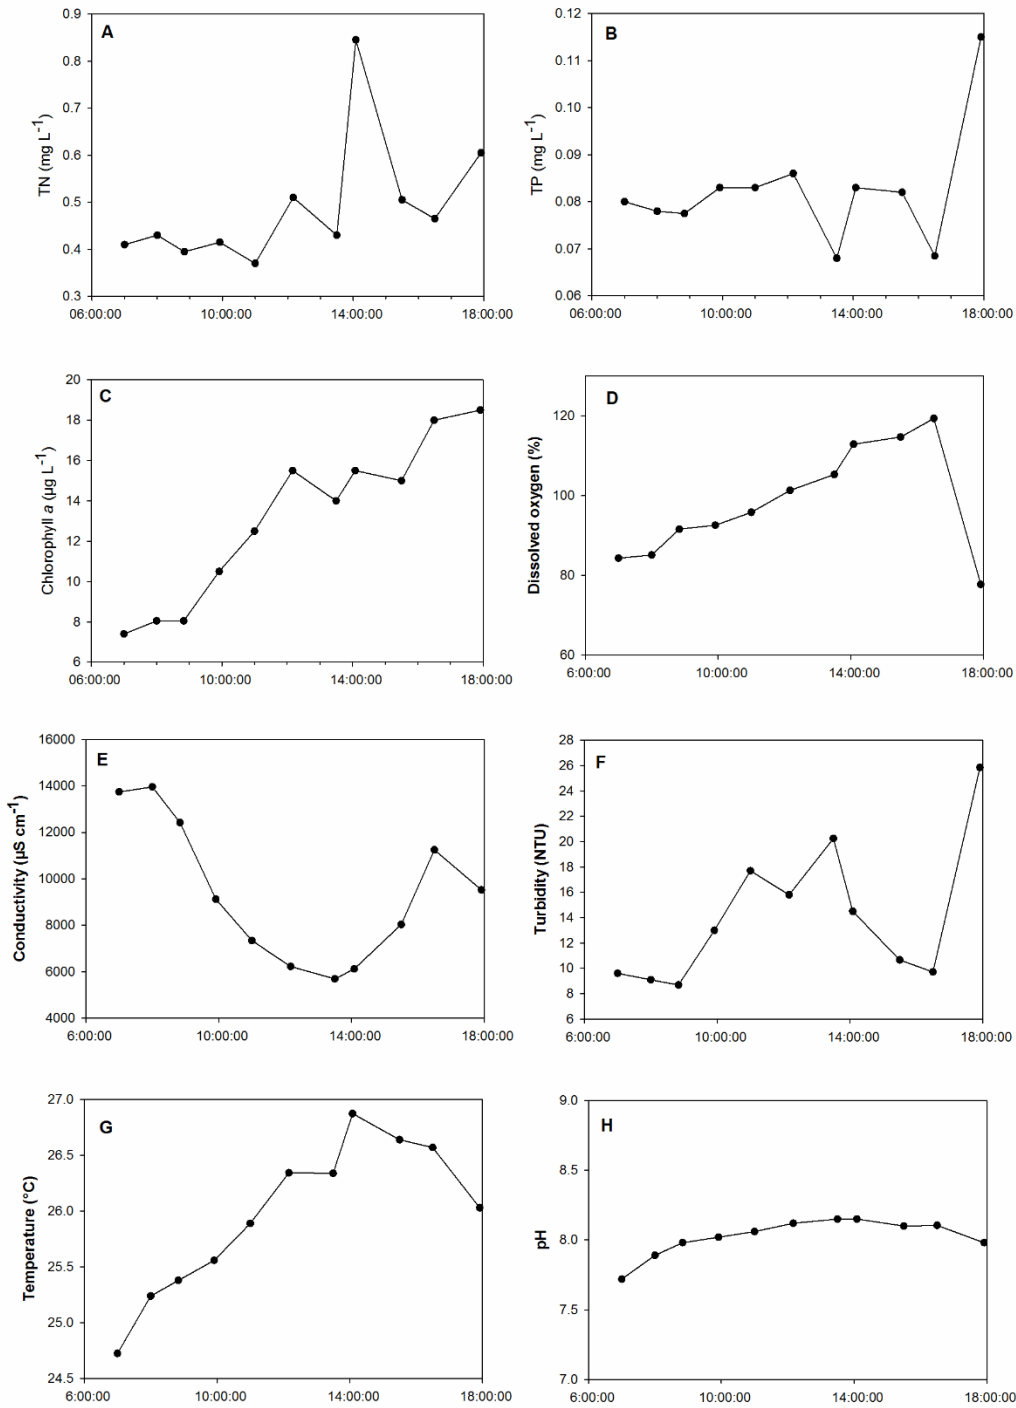 A
TN (mg L⁻¹)
0.9
0.8
0.7
0.6
0.5
0.4
0.3
06:00:00 10:00:00 14:00:00 18:00:00
B
TP (mg L⁻¹)
0.12
0.11
0.10
0.09
0.08
0.07
0.06
06:00:00 10:00:00 14:00:00 18:00:00
C
Chlorophyll a (µg L⁻¹)
20
18
16
14
12
10
8
6
06:00:00 10:00:00 14:00:00 18:00:00
D
Dissolved oxygen (%)
120
100
80
60
6:00:00 10:00:00 14:00:00 18:00:00
E
Conductivity (µS cm⁻¹)
16000
14000
12000
10000
8000
6000
4000
6:00:00 10:00:00 14:00:00 18:00:00
F
Turbidity (NTU)
28
26
24
22
20
18
16
14
12
10
8
6
6:00:00 10:00:00 14:00:00 18:00:00
G
Temperature (°C)
27.0
26.5
26.0
25.5
25.0
24.5
6:00:00 10:00:00 14:00:00 18:00:00
H
pH
9.0
8.5
8.0
7.5
7.0
6:00:00 10:00:00 14:00:00 18:00:00